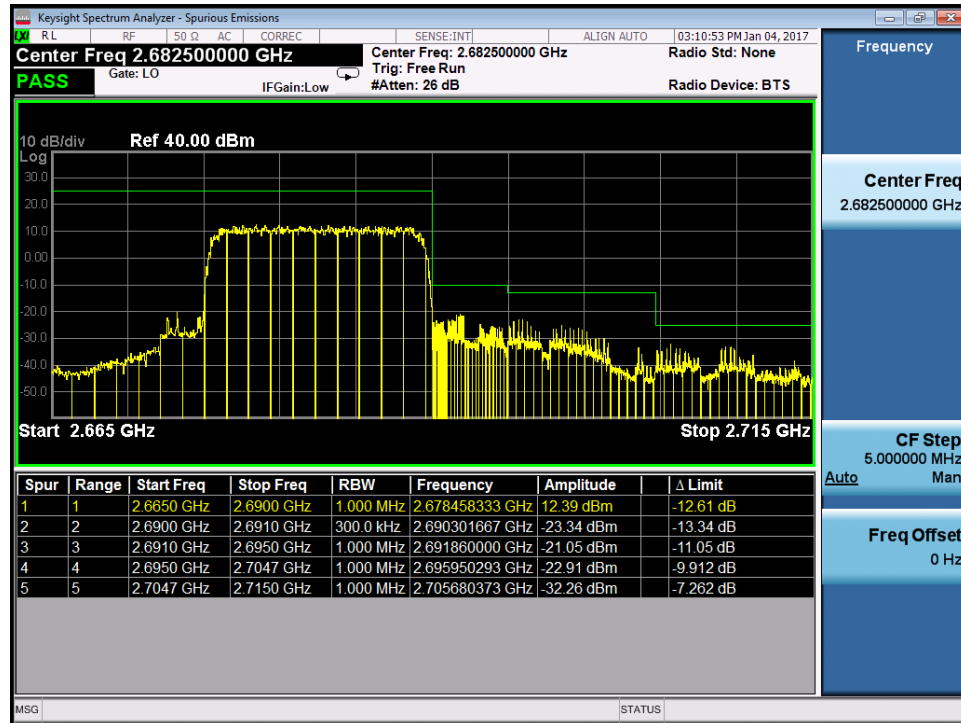 Keysight Spectrum Analyzer - Spurious Emissions
LXI RL RF 50 Ω AC CORREC SENSE:INT ALIGN AUTO 03:10:53 PM Jan 04, 2017
Center Freq 2.682500000 GHz
Center Freq: 2.682500000 GHz
Radio Std: None
Gate: LO
Trig: Free Run
PASS
IFGain:Low
#Atten: 26 dB
Radio Device: BTS
10 dB/div Ref 40.00 dBm
Log
30.0
20.0
10.0
0.00
-10.0
-20.0
-30.0
-40.0
-50.0
Start 2.665 GHz
Stop 2.715 GHz
Spur Range Start Freq Stop Freq RBW Frequency Amplitude Δ Limit
1 1 2.6650 GHz 2.6900 GHz 1.000 MHz 2.678458333 GHz 12.39 dBm -12.61 dB
2 2 2.6900 GHz 2.6910 GHz 300.0 kHz 2.690301667 GHz -23.34 dBm -13.34 dB
3 3 2.6910 GHz 2.6950 GHz 1.000 MHz 2.691860000 GHz -21.05 dBm -11.05 dB
4 4 2.6950 GHz 2.7047 GHz 1.000 MHz 2.695950293 GHz -22.91 dBm -9.912 dB
5 5 2.7047 GHz 2.7150 GHz 1.000 MHz 2.705680373 GHz -32.26 dBm -7.262 dB
MSG
STATUS
Frequency
Center Freq
2.682500000 GHz
CF Step
5.000000 MHz
Auto Man
Freq Offset
0 Hz